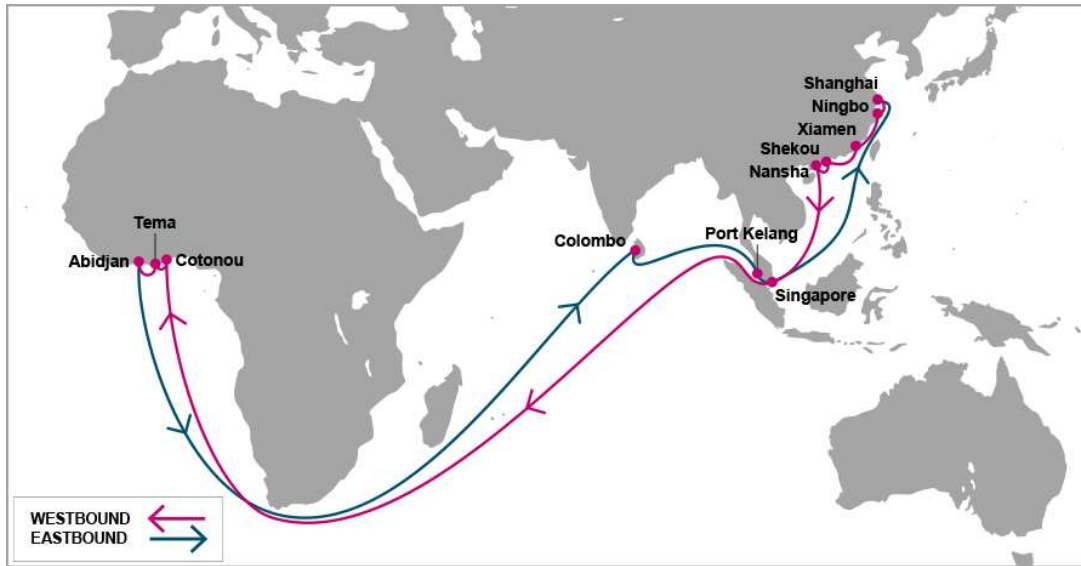 Shanghai
Ningbo
Xiamen
Shekou
Nansha
Tema
Port Kelang
Colombo
Abidjan
Cotonou
Singapore
WESTBOUND
EASTBOUND